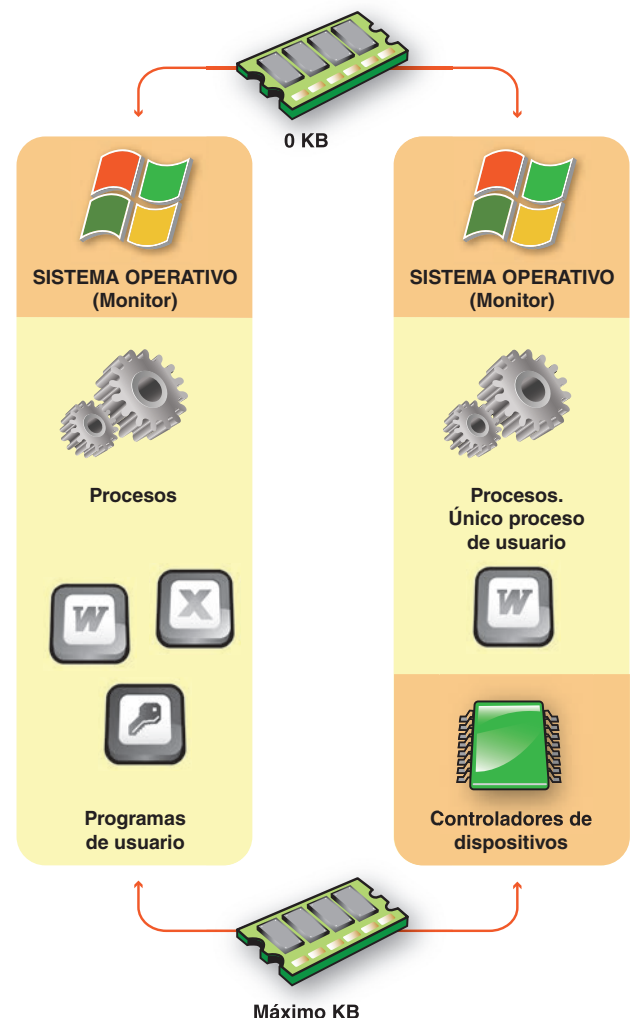 0 KB
SISTEMA OPERATIVO
(Monitor)
Procesos
W
X
Programas
de usuario
SISTEMA OPERATIVO
(Monitor)
Procesos.
Único proceso
de usuario
W
Controladores de
dispositivos
Máximo KB